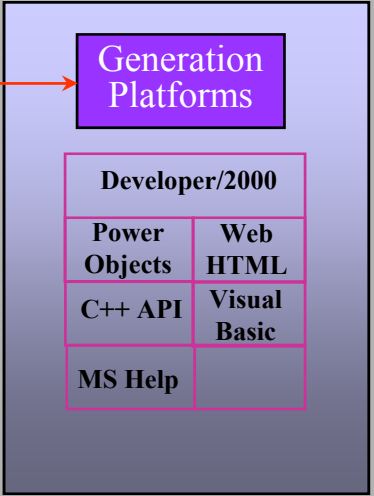 Generation
Platforms
Developer/2000
Power
Objects
Web
HTML
C++ API
Visual
Basic
MS Help